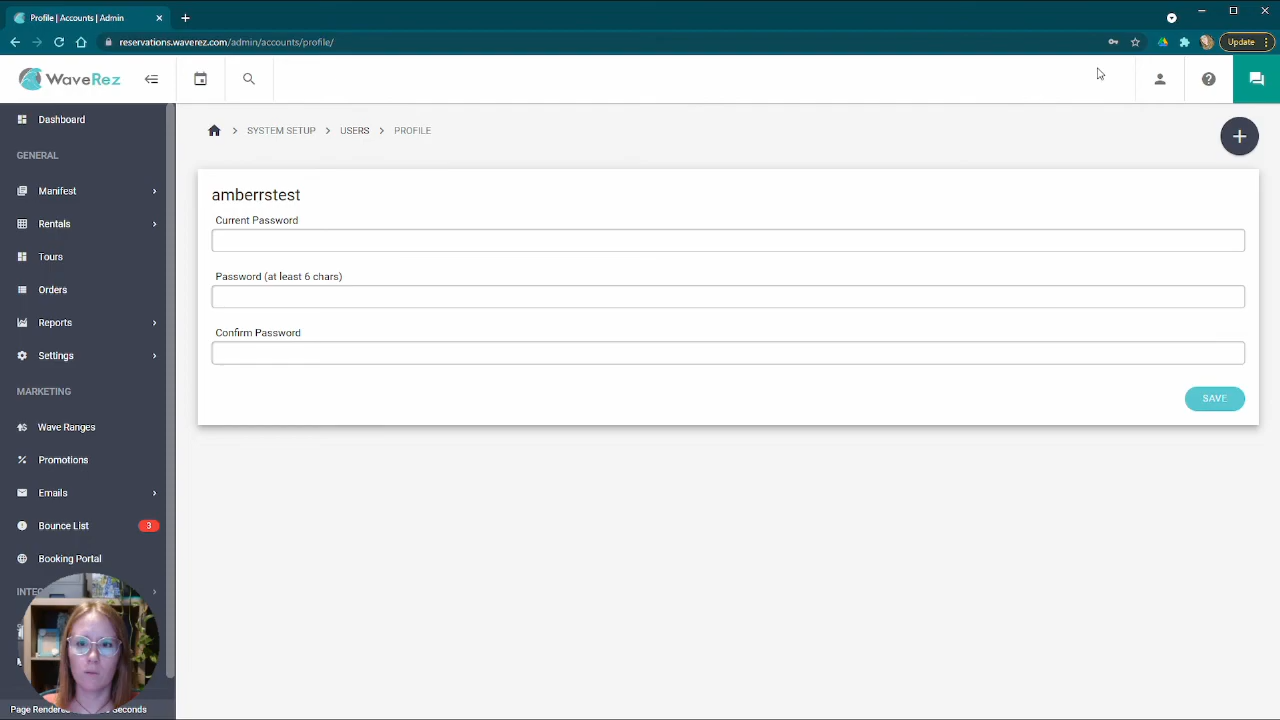 Profile | Accounts | Admin
reservations.waverez.com/admin/accounts/profile/
Update
WaveRez
Dashboard
GENERAL
Manifest
Rentals
Tours
Orders
Reports
Settings
MARKETING
Wave Ranges
Promotions
Emails
Bounce List
3
Booking Portal
Page Rendered
Seconds
SYSTEM SETUP > USERS > PROFILE
amberrstest
Current Password
Password (at least 6 chars)
Confirm Password
SAVE